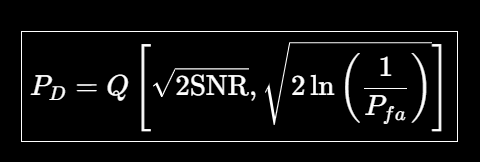 P_D = Q [ √2SNR, √2 ln ( 1 / P_fa ) ]